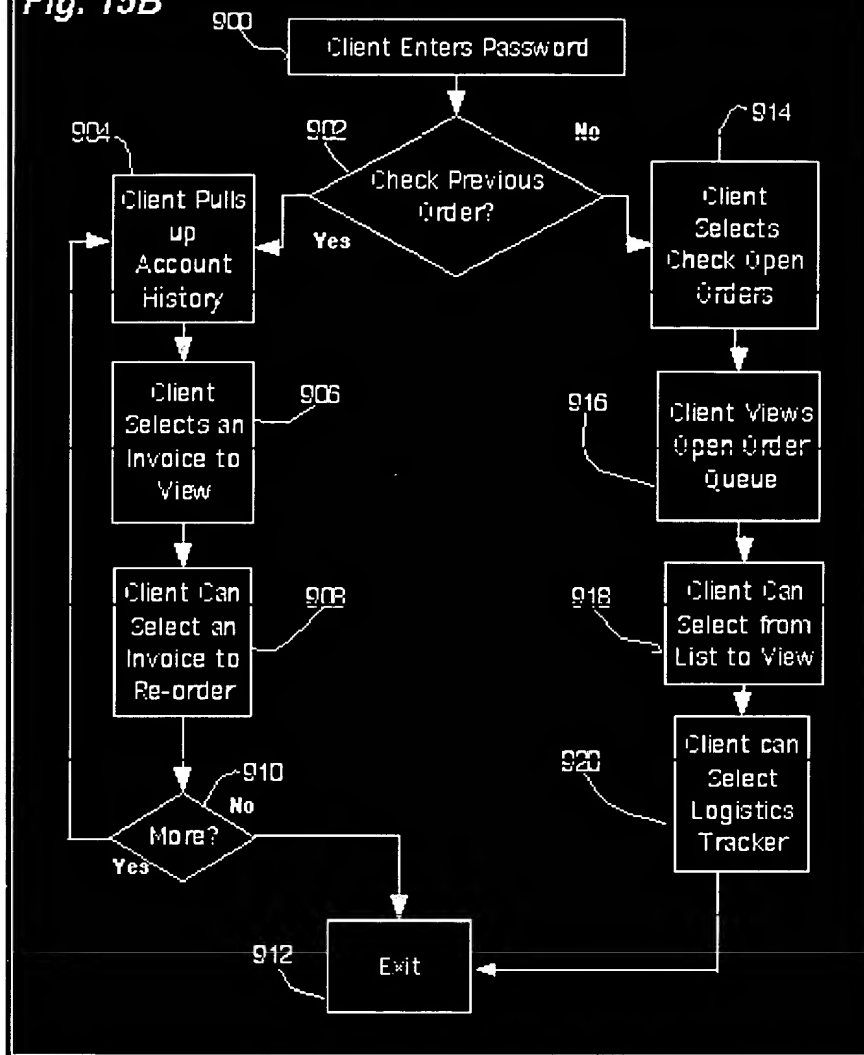 Fig. 15B
900
Client Enters Password
902
Check Previous
Order?
Yes
No
904
Client Pulls
up
Account
History
906
Client
Selects an
Invoice to
View
908
Client Can
Select an
Invoice to
Re-order
910
More?
Yes
No
912
Exit
914
Client
Selects
Check Open
Orders
916
Client Views
Open Order
Queue
918
Client Can
Select from
List to View
920
Client can
Select
Logistics
Tracker